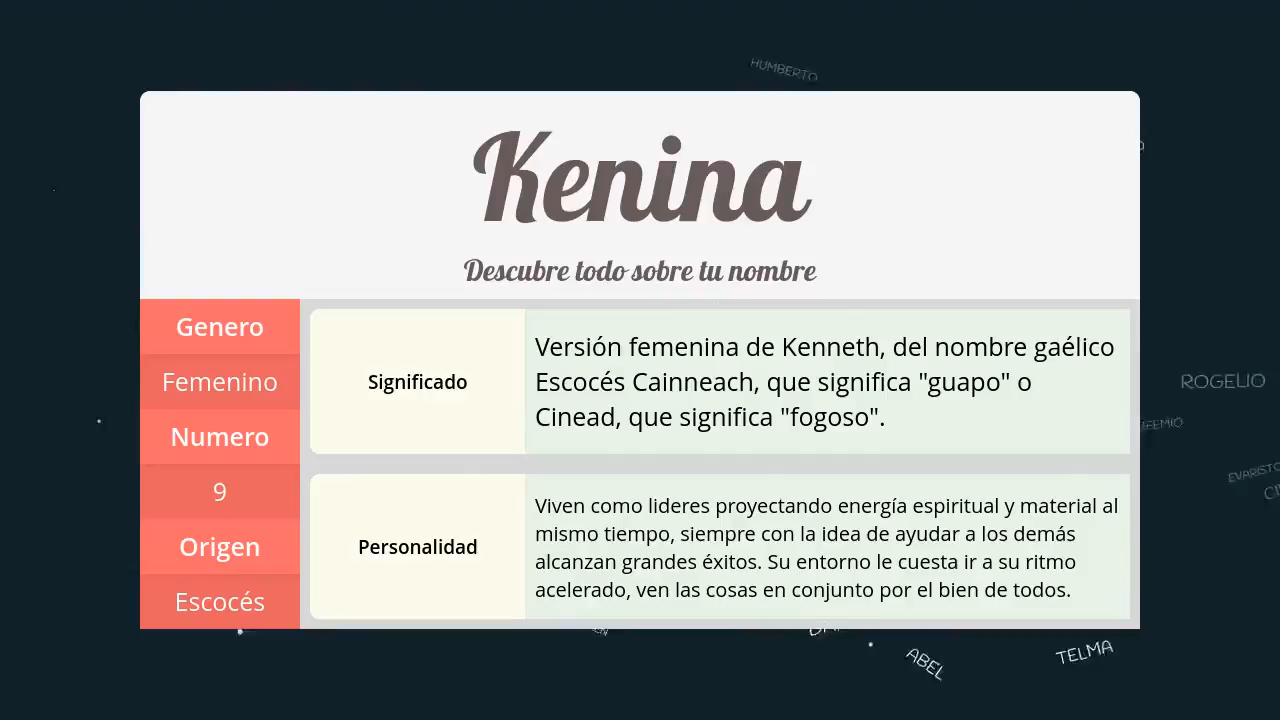 HUMBERTO
Kenina
Descubre todo sobre tu nombre
Genero
Femenino
Numero
9
Origen
Escocés
Significado
Versión femenina de Kenneth, del nombre gaélico
Escocés Cainneach, que significa "guapo" o
Cinead, que significa "fogoso".
Personalidad
Viven como lideres proyectando energía espiritual y material al
mismo tiempo, siempre con la idea de ayudar a los demás
alcanzan grandes éxitos. Su entorno le cuesta ir a su ritmo
acelerado, ven las cosas en conjunto por el bien de todos.
ROGELIO
ABEL
TELMA